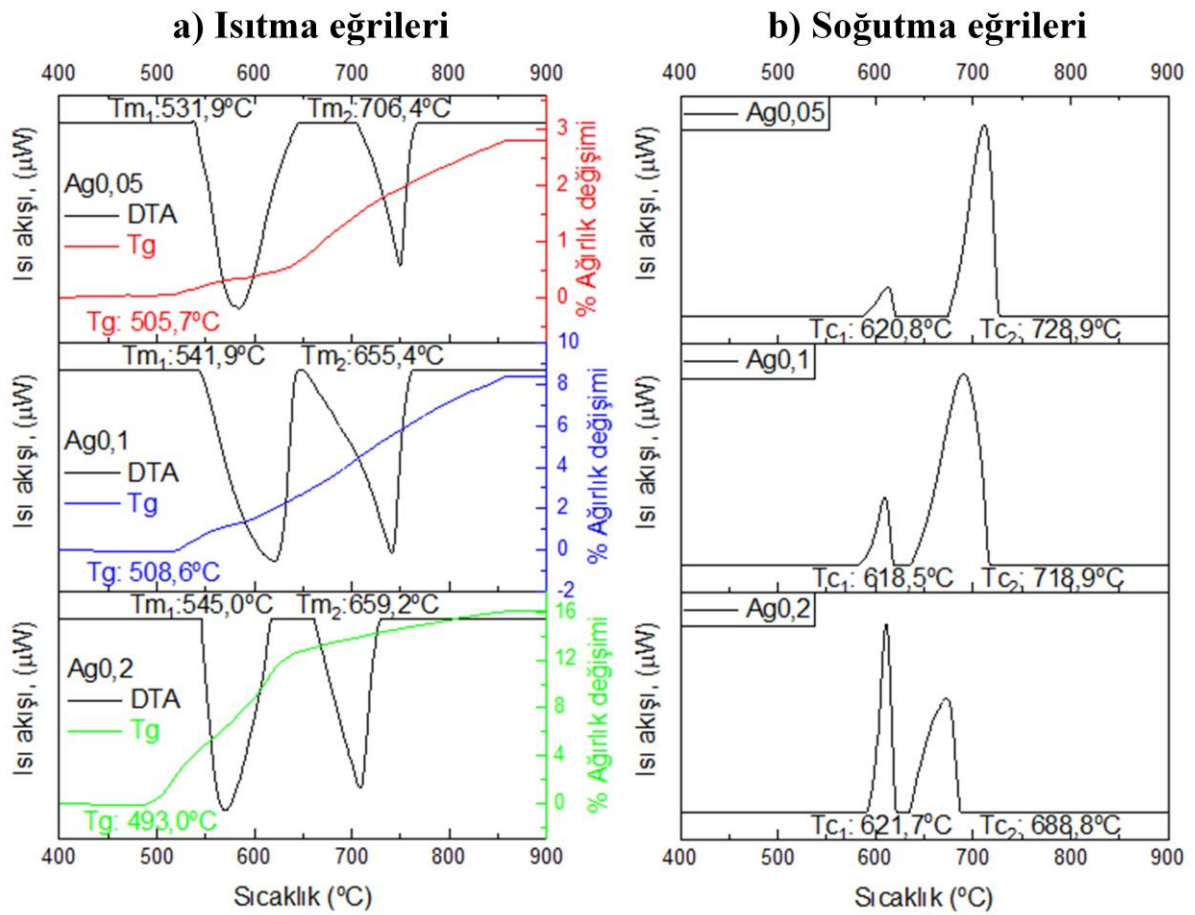 a) Isıtma eğrileri
400 500 600 700 800 900
Tm1:531,9ºC Tm2:706,4ºC
Isı akışı, (µW)
Ag0,05
DTA
Tg
Tg: 505,7ºC
3
2
1
0
% Ağırlık değişimi
Tm1:541,9ºC Tm2:655,4ºC
Isı akışı, (µW)
Ag0,1
DTA
Tg
Tg: 508,6ºC
10
8
6
4
2
0
-2
% Ağırlık değişimi
Tm1:545,0ºC Tm2:659,2ºC
Isı akışı, (µW)
Ag0,2
DTA
Tg
Tg: 493,0ºC
16
12
8
4
0
% Ağırlık değişimi
400 500 600 700 800 900
Sıcaklık (ºC)
b) Soğutma eğrileri
400 500 600 700 800 900
Ag0,05
Isı akışı, (µW)
Tc1: 620,8ºC Tc2: 728,9ºC
Ag0,1
Isı akışı, (µW)
Tc1: 618,5ºC Tc2: 718,9ºC
Ag0,2
Isı akışı, (µW)
Tc1: 621,7ºC Tc2: 688,8ºC
400 500 600 700 800 900
Sıcaklık (ºC)